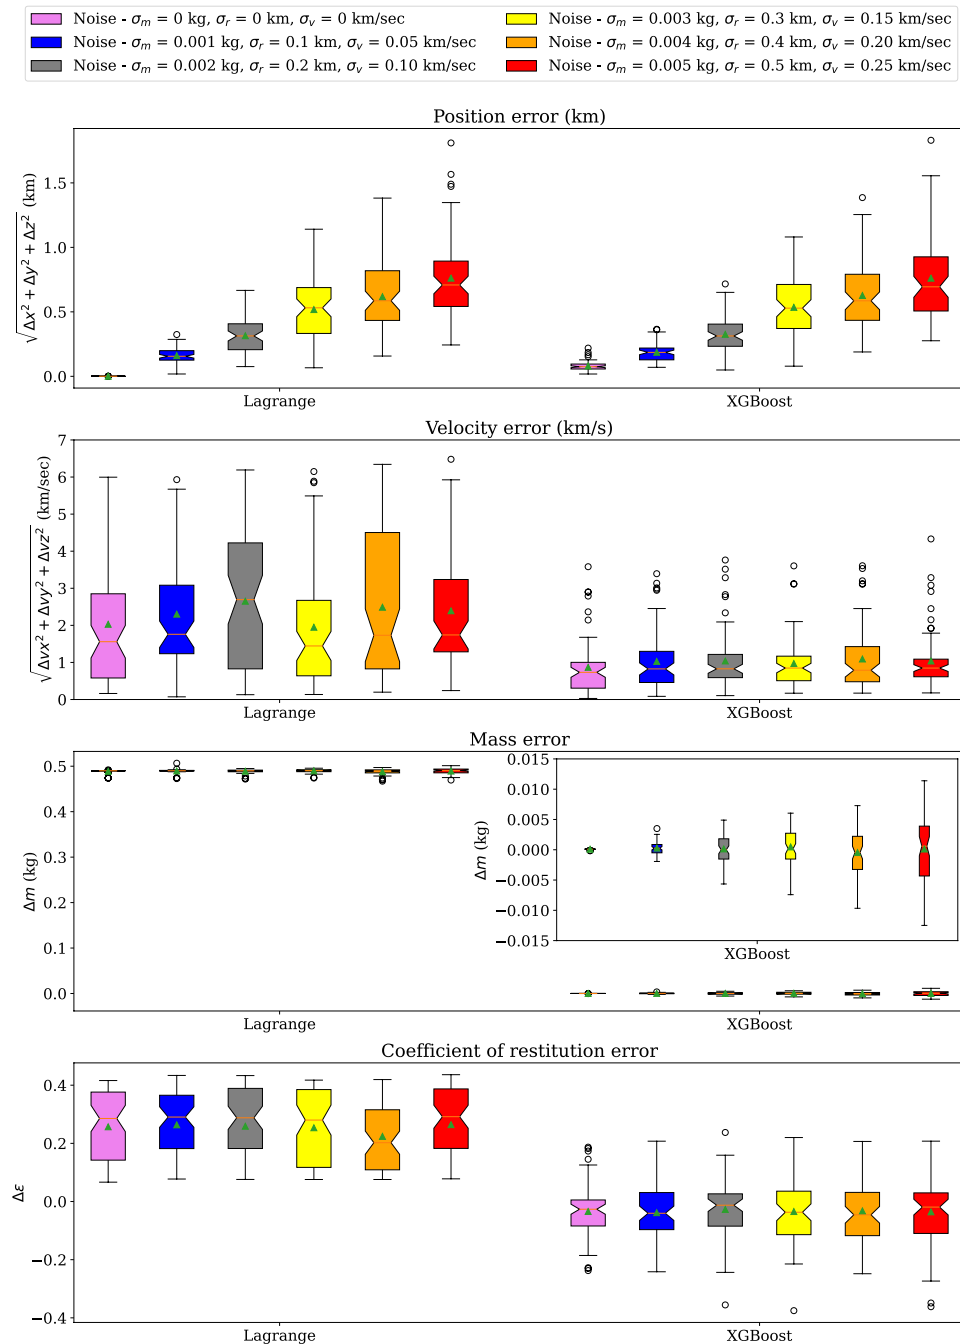 Noise - σm = 0 kg, σr = 0 km, σv = 0 km/sec
Noise - σm = 0.001 kg, σr = 0.1 km, σv = 0.05 km/sec
Noise - σm = 0.002 kg, σr = 0.2 km, σv = 0.10 km/sec
Noise - σm = 0.003 kg, σr = 0.3 km, σv = 0.15 km/sec
Noise - σm = 0.004 kg, σr = 0.4 km, σv = 0.20 km/sec
Noise - σm = 0.005 kg, σr = 0.5 km, σv = 0.25 km/sec
Position error (km)
√Δx² + Δy² + Δz² (km)
1.5
1.0
0.5
0.0
Lagrange
XGBoost
Velocity error (km/s)
√Δvx² + Δvy² + Δvz² (km/sec)
7
6
5
4
3
2
1
0
Lagrange
XGBoost
Mass error
Δm (kg)
0.5
0.4
0.3
0.2
0.1
0.0
Δm (kg)
0.015
0.010
0.005
0.000
−0.005
−0.010
−0.015
XGBoost
Lagrange
XGBoost
Coefficient of restitution error
Δε
0.4
0.2
0.0
−0.2
−0.4
Lagrange
XGBoost